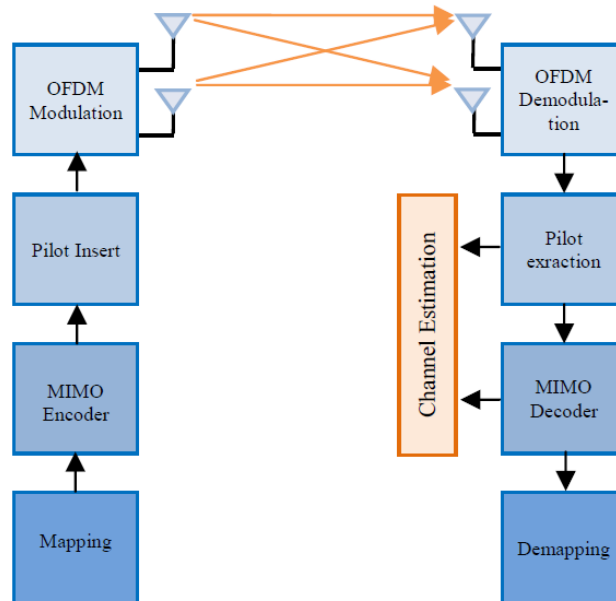 OFDM
Modulation
OFDM
Demodula-
tion
Pilot Insert
Pilot
exraction
Channel Estimation
MIMO
Encoder
MIMO
Decoder
Mapping
Demapping